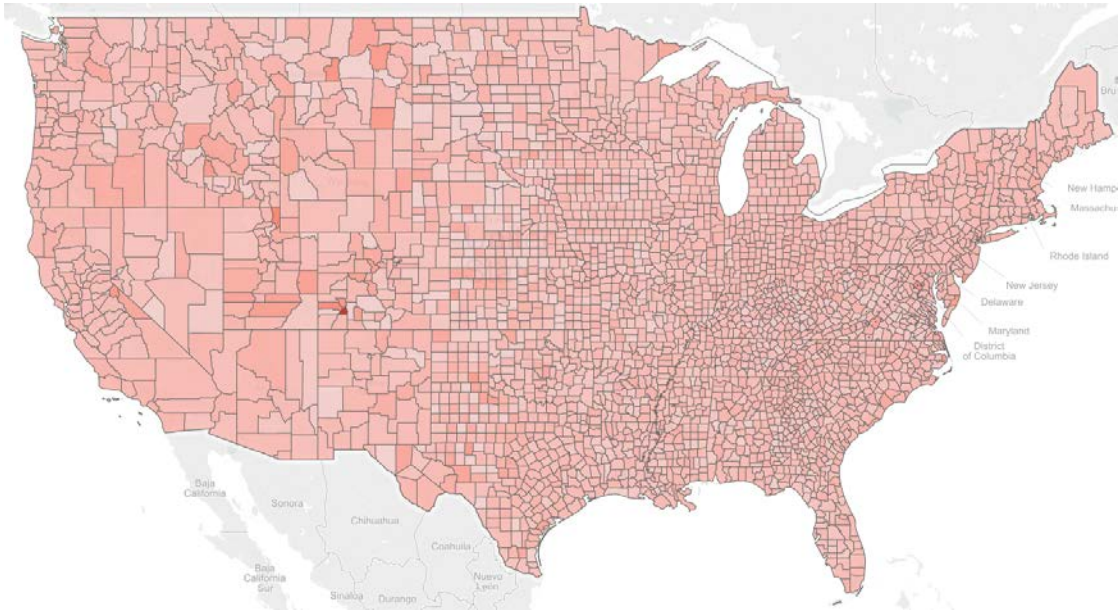 New Hamp
Massachus
Rhode Island
New Jersey
Delaware
Maryland
District
of Columbia
Baja
California
Sonora
Chihuahua
Coahuila
Baja
California
Sur
Nuevo
León
Sinaloa
Durango